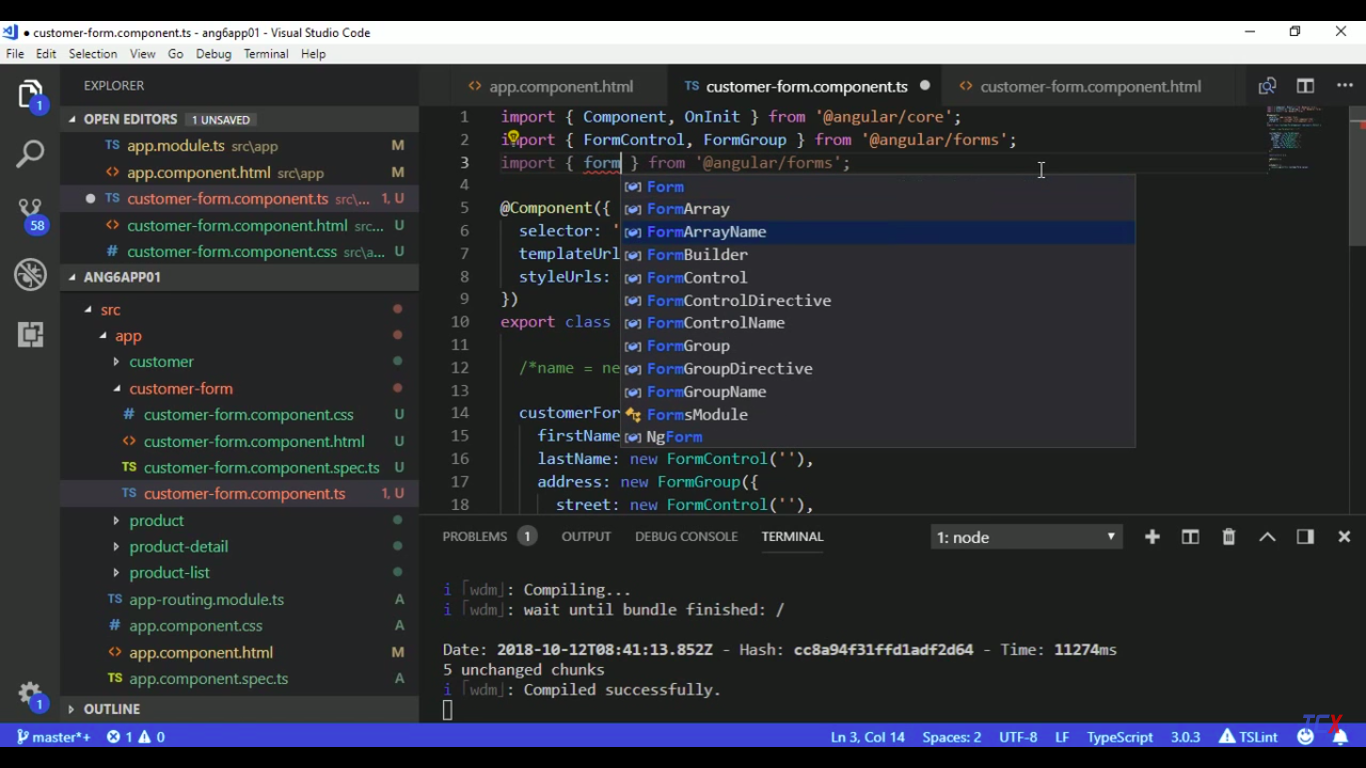 customer-form.component.ts - ang6app01 - Visual Studio Code
File Edit Selection View Go Debug Terminal Help
1
EXPLORER
OPEN EDITORS 1 UNSAVED
TS app.module.ts src\app M
<> app.component.html src\app M
TS customer-form.component.ts src\... 1, U
<> customer-form.component.html src... U
# customer-form.component.css src\a... U
58
ANG6APP01
src
app
customer
customer-form
# customer-form.component.css U
<> customer-form.component.html U
TS customer-form.component.spec.ts U
TS customer-form.component.ts 1, U
product
product-detail
product-list
TS app-routing.module.ts A
# app.component.css A
<> app.component.html M
TS app.component.spec.ts A
OUTLINE
1
<> app.component.html TS customer-form.component.ts <> customer-form.component.html
1 import { Component, OnInit } from '@angular/core';
2 import { FormControl, FormGroup } from '@angular/forms';
3 import { form } from '@angular/forms';
4
5 @Component({
6 selector: '
7 templateUrl
8 styleUrls:
9 })
10 export class
11
12 /*name = ne
13
14 customerFor
15 firstName
16 lastName: new FormControl(''),
17 address: new FormGroup({
18 street: new FormControl(''),
Form
FormArray
FormArrayName
FormBuilder
FormControl
FormControlDirective
FormControlName
FormGroup
FormGroupDirective
FormGroupName
FormsModule
NgForm
PROBLEMS 1 OUTPUT DEBUG CONSOLE TERMINAL 1: node
i ｢wdm｣: Compiling...
i ｢wdm｣: wait until bundle finished: /
Date: 2018-10-12T08:41:13.852Z - Hash: cc8a94f31ffd1adf2d64 - Time: 11274ms
5 unchanged chunks
i ｢wdm｣: Compiled successfully.
TCX
master*+ 1 0 Ln 3, Col 14 Spaces: 2 UTF-8 LF TypeScript 3.0.3 TSLint